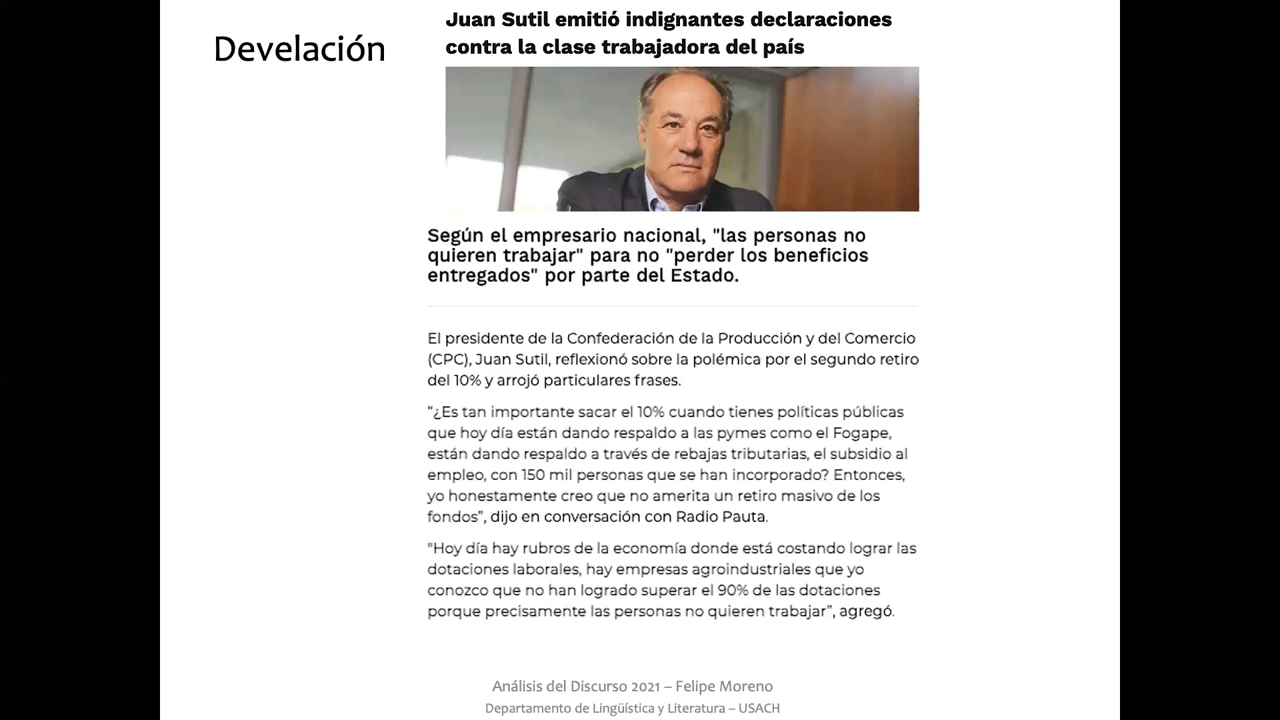 Develación
Juan Sutil emitió indignantes declaraciones
contra la clase trabajadora del país
Según el empresario nacional, "las personas no
quieren trabajar" para no "perder los beneficios
entregados" por parte del Estado.
El presidente de la Confederación de la Producción y del Comercio
(CPC), Juan Sutil, reflexionó sobre la polémica por el segundo retiro
del 10% y arrojó particulares frases.
“¿Es tan importante sacar el 10% cuando tienes políticas públicas
que hoy día están dando respaldo a las pymes como el Fogape,
están dando respaldo a través de rebajas tributarias, el subsidio al
empleo, con 150 mil personas que se han incorporado? Entonces,
yo honestamente creo que no amerita un retiro masivo de los
fondos”, dijo en conversación con Radio Pauta.
"Hoy día hay rubros de la economía donde está costando lograr las
dotaciones laborales, hay empresas agroindustriales que yo
conozco que no han logrado superar el 90% de las dotaciones
porque precisamente las personas no quieren trabajar”, agregó.
Análisis del Discurso 2021 – Felipe Moreno
Departamento de Lingüística y Literatura – USACH